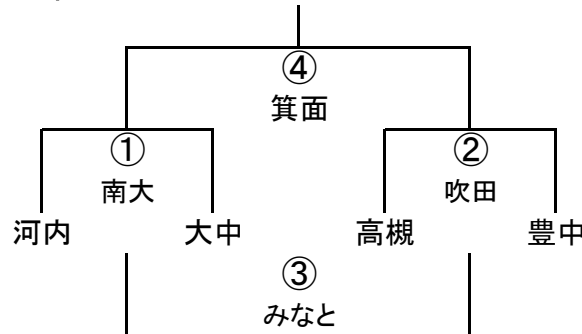 ④
箕面
① ②
南大 吹田
河内 大中 高槻 豊中
③
みなと